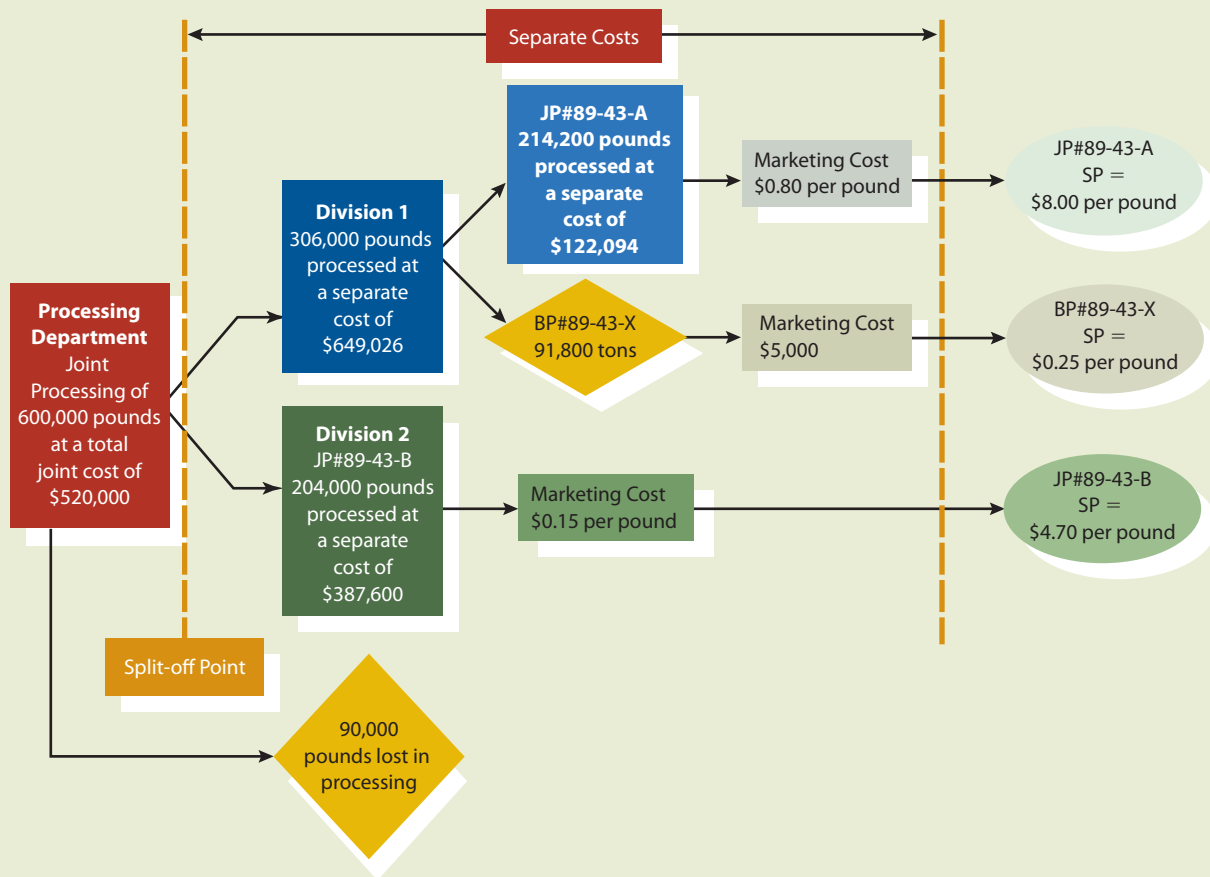 Separate Costs
Processing
Department
Joint
Processing of
600,000 pounds
at a total
joint cost of
$520,000
Split-off Point
Division 1
306,000 pounds
processed at
a separate
cost of
$649,026
JP#89-43-A
214,200 pounds
processed at
a separate
cost of
$122,094
Marketing Cost
$0.80 per pound
JP#89-43-A
SP =
$8.00 per pound
BP#89-43-X
91,800 tons
Marketing Cost
$5,000
BP#89-43-X
SP =
$0.25 per pound
Division 2
JP#89-43-B
204,000 pounds
processed at
a separate
cost of
$387,600
Marketing Cost
$0.15 per pound
JP#89-43-B
SP =
$4.70 per pound
90,000
pounds lost in
processing